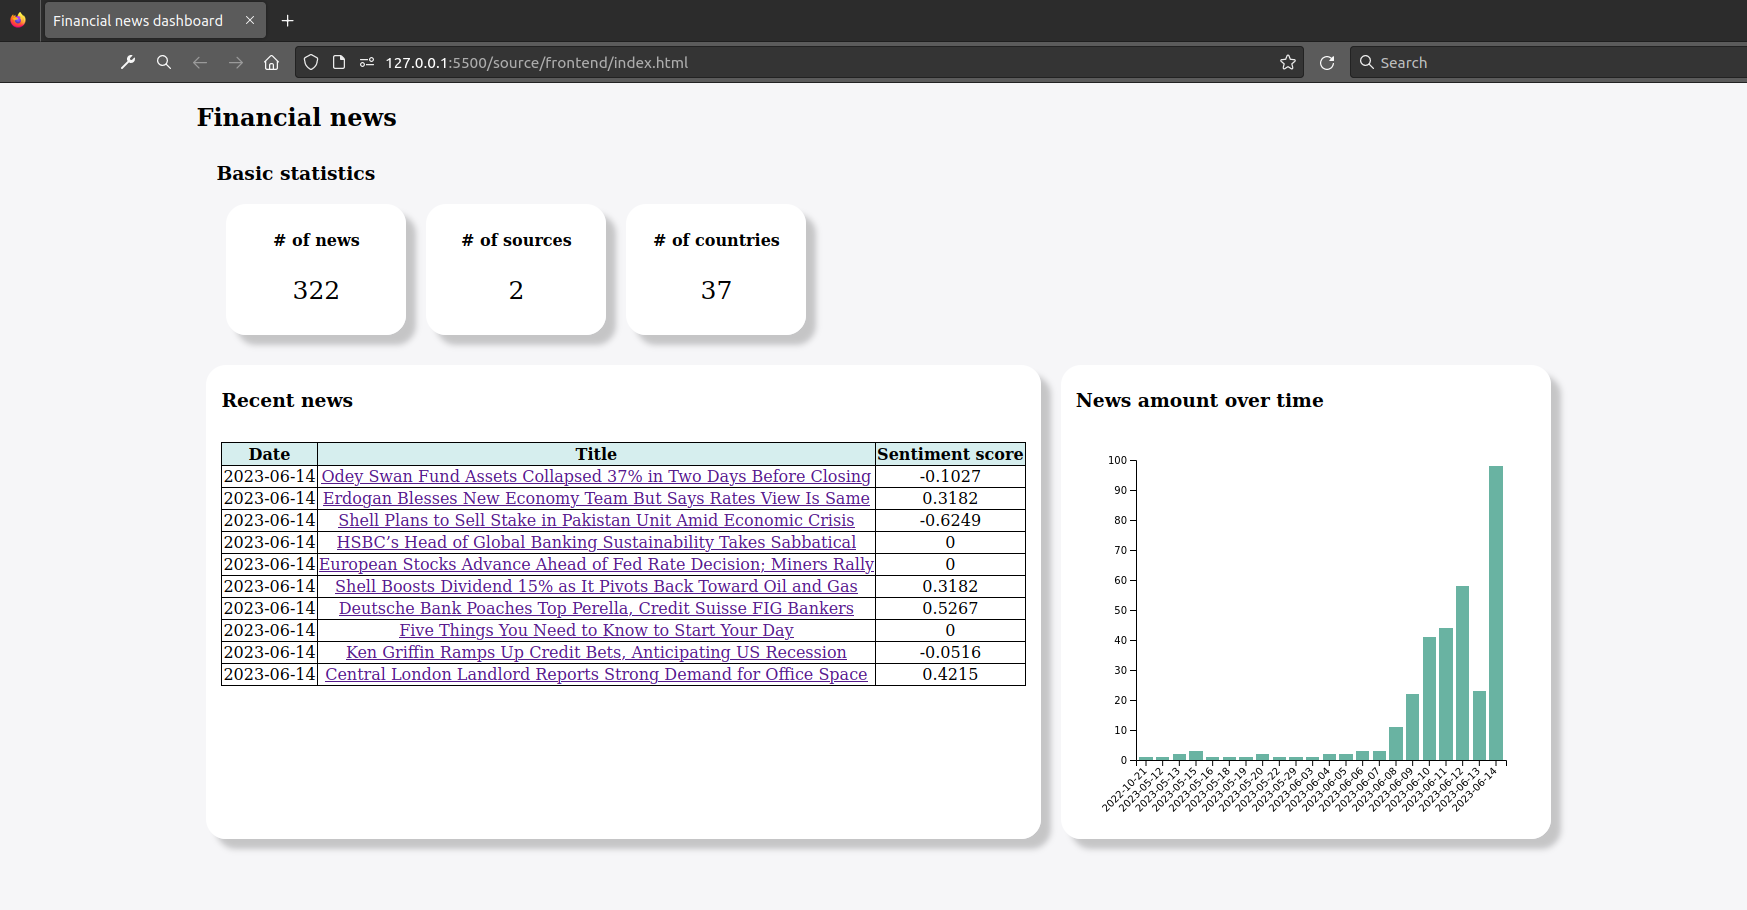 Financial news dashboard
127.0.0.1:5500/source/frontend/index.html
Search
Financial news
Basic statistics
# of news # of sources # of countries
322 2 37
Recent news
Date Title Sentiment score
2023-06-14 Odey Swan Fund Assets Collapsed 37% in Two Days Before Closing -0.1027
2023-06-14 Erdogan Blesses New Economy Team But Says Rates View Is Same 0.3182
2023-06-14 Shell Plans to Sell Stake in Pakistan Unit Amid Economic Crisis -0.6249
2023-06-14 HSBC’s Head of Global Banking Sustainability Takes Sabbatical 0
2023-06-14 European Stocks Advance Ahead of Fed Rate Decision; Miners Rally 0
2023-06-14 Shell Boosts Dividend 15% as It Pivots Back Toward Oil and Gas 0.3182
2023-06-14 Deutsche Bank Poaches Top Perella, Credit Suisse FIG Bankers 0.5267
2023-06-14 Five Things You Need to Know to Start Your Day 0
2023-06-14 Ken Griffin Ramps Up Credit Bets, Anticipating US Recession -0.0516
2023-06-14 Central London Landlord Reports Strong Demand for Office Space 0.4215
News amount over time
100
90
80
70
60
50
40
30
20
10
0
2022-10-21
2023-05-12
2023-05-13
2023-05-15
2023-05-16
2023-05-18
2023-05-19
2023-05-20
2023-05-22
2023-05-29
2023-06-03
2023-06-04
2023-06-05
2023-06-06
2023-06-07
2023-06-08
2023-06-09
2023-06-10
2023-06-11
2023-06-12
2023-06-13
2023-06-14